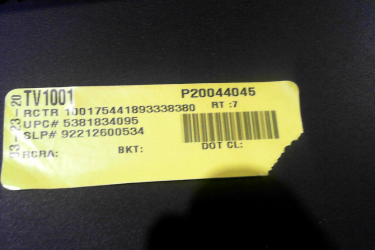 03-23-20
TV1001 P20044045
RCTR 100175441893338380 RT :7
UPC# 5381834095
SLP# 92212600534
RCRA: BKT: DOT CL: